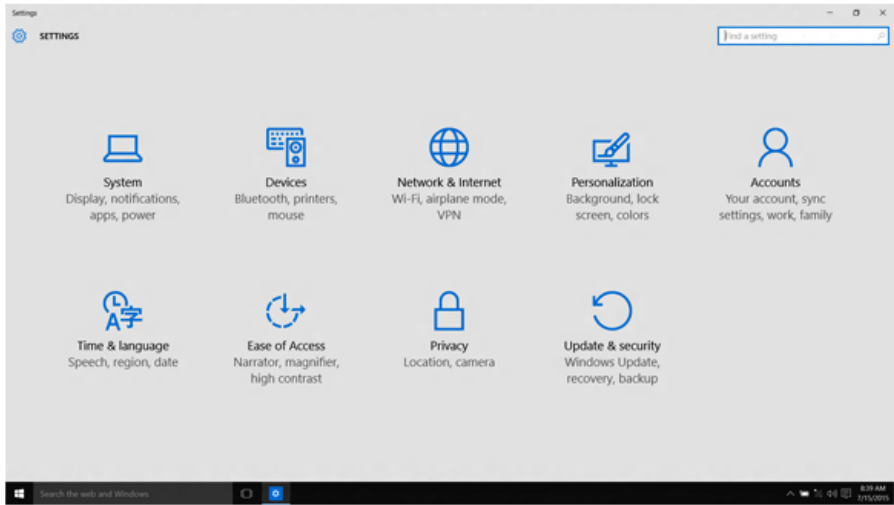 Settings
SETTINGS
Find a setting
System
Display, notifications,
apps, power
Devices
Bluetooth, printers,
mouse
Network & Internet
Wi-Fi, airplane mode,
VPN
Personalization
Background, lock
screen, colors
Accounts
Your account, sync
settings, work, family
A字
Time & language
Speech, region, date
Ease of Access
Narrator, magnifier,
high contrast
Privacy
Location, camera
Update & security
Windows Update,
recovery, backup
Search the web and Windows
8:39 AM
7/15/2015